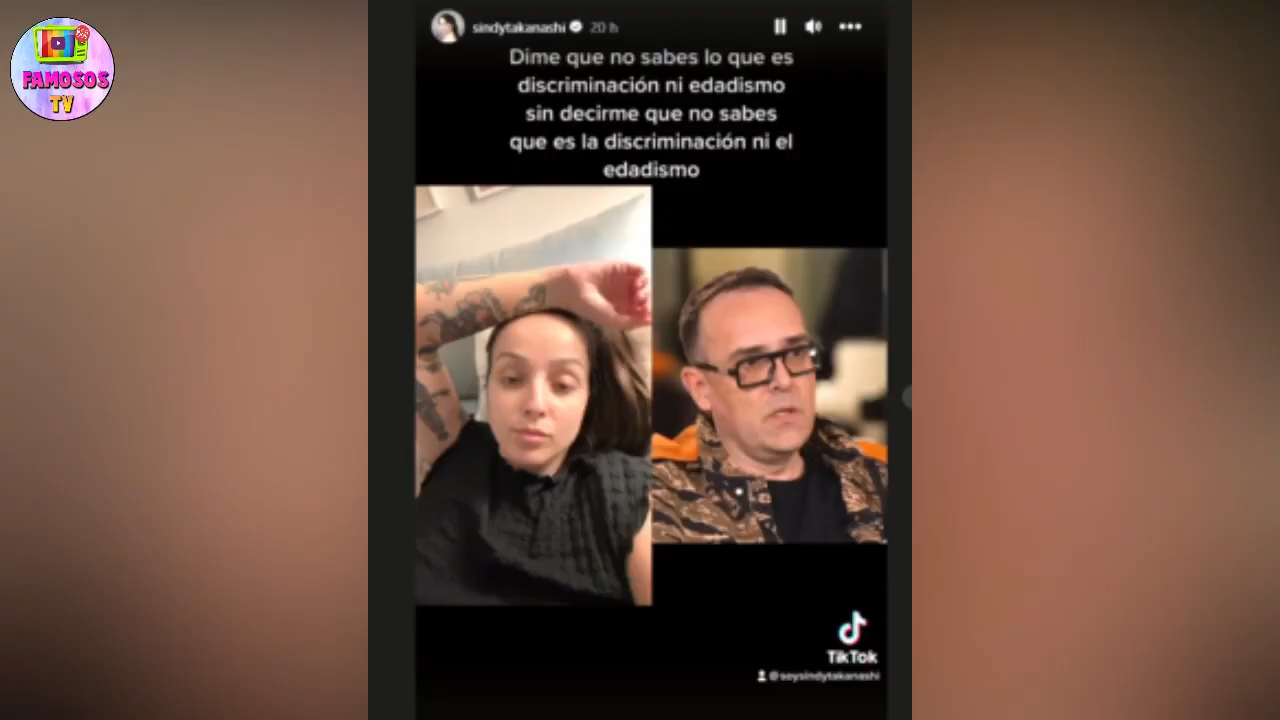 FAMOSOS
TV
sindytakanashi 20 h
Dime que no sabes lo que es
discriminación ni edadismo
sin decirme que no sabes
que es la discriminación ni el
edadismo
TikTok
@soysindytakanashi